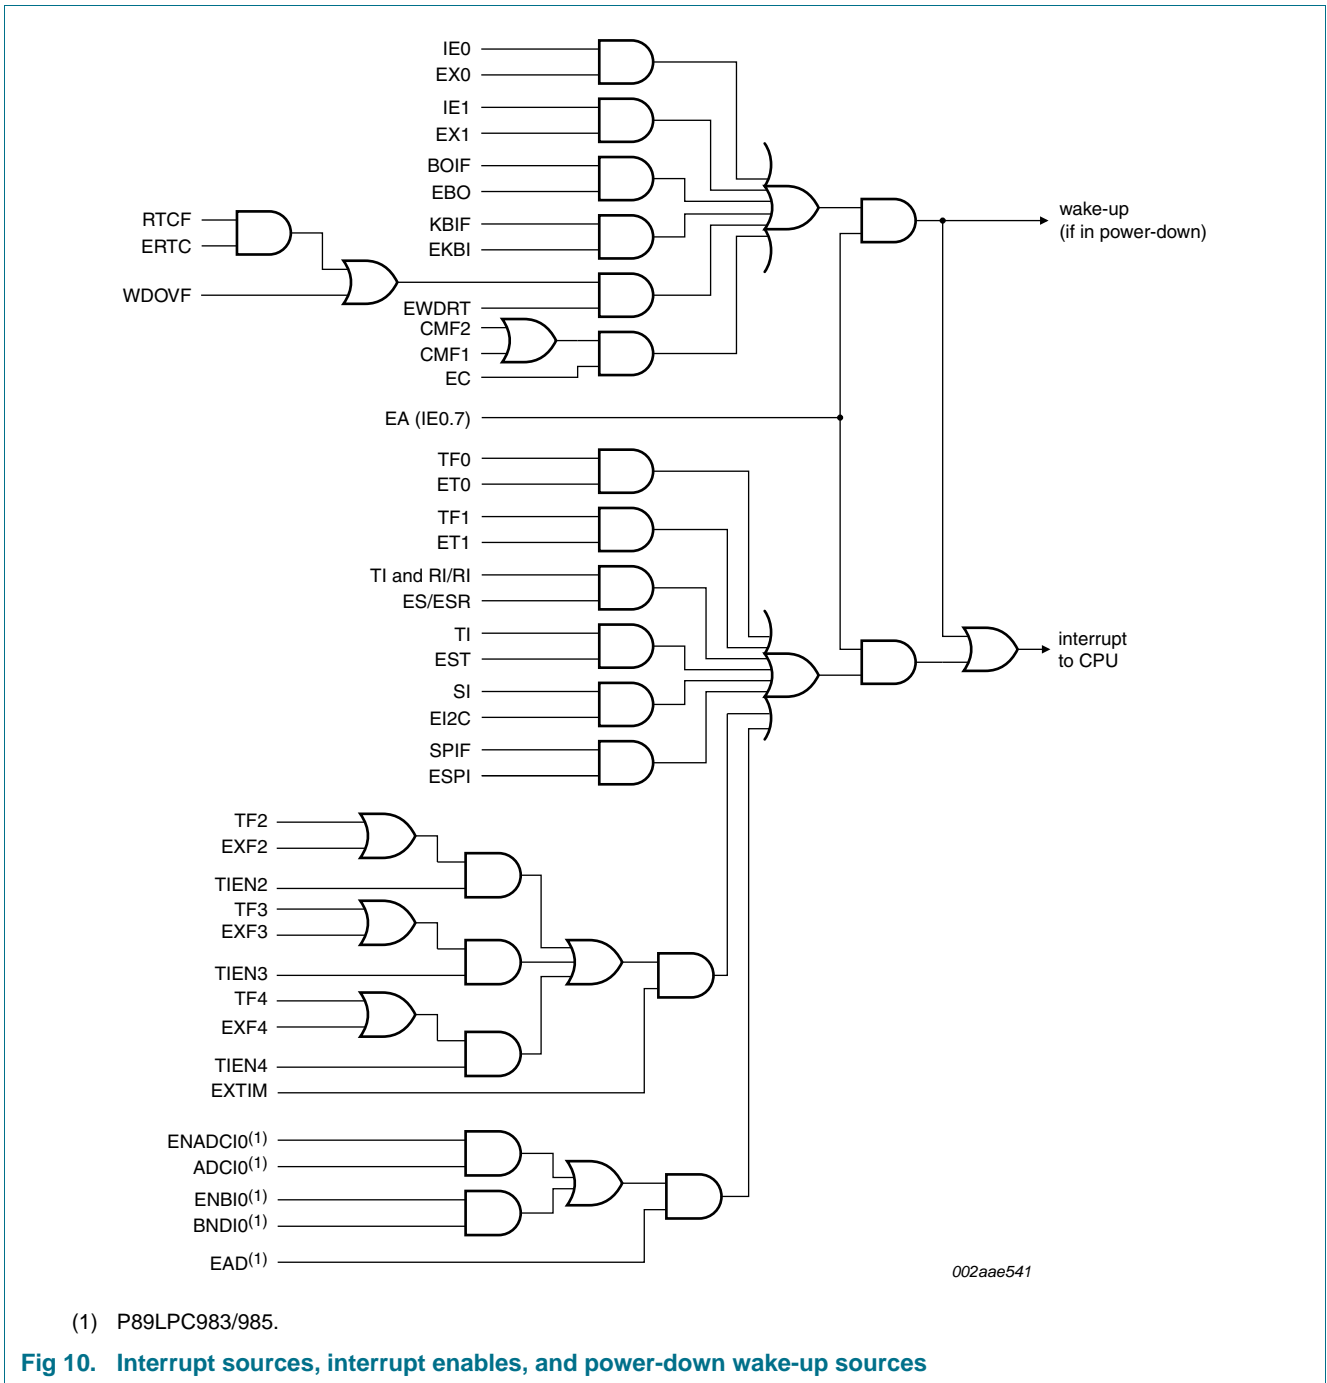 IE0
EX0
IE1
EX1
BOIF
EBO
RTCF
ERTC
KBIF
EKBI
wake-up
(if in power-down)
WDOVF
EWDRT
CMF2
CMF1
EC
EA (IE0.7)
TF0
ET0
TF1
ET1
TI and RI/RI
ES/ESR
TI
EST
interrupt
to CPU
SI
EI2C
SPIF
ESPI
TF2
EXF2
TIEN2
TF3
EXF3
TIEN3
TF4
EXF4
TIEN4
EXTIM
ENADCI0(1)
ADCI0(1)
ENBI0(1)
BNDI0(1)
EAD(1)
002aae541
(1) P89LPC983/985.
Fig 10. Interrupt sources, interrupt enables, and power-down wake-up sources